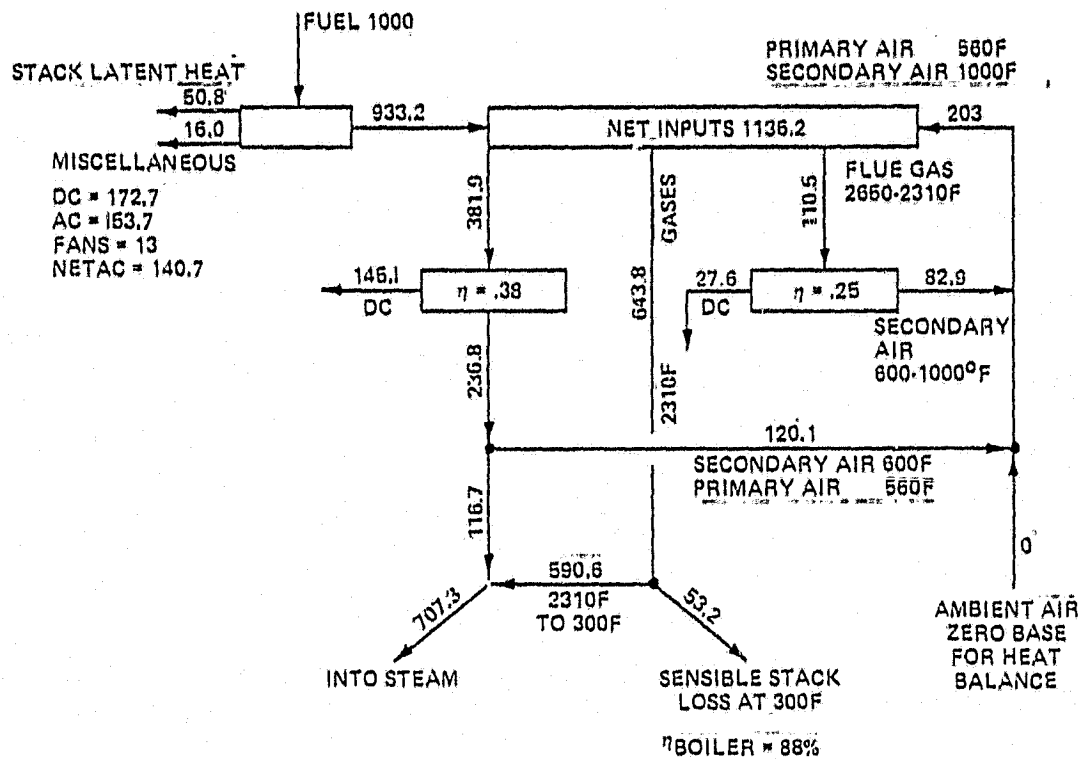 FUEL 1000
PRIMARY AIR 560F
SECONDARY AIR 1000F
STACK LATENT HEAT
50.8
16.0
933.2
NET INPUTS 1136.2
203
MISCELLANEOUS
DC = 172.7
AC = 153.7
FANS = 13
NETAC = 140.7
381.9
GASES
110.5
FLUE GAS
2650-2310F
146.1
DC
η = .38
643.8
27.6
DC
η = .25
82.9
SECONDARY
AIR
600-1000°F
236.8
2310F
120.1
SECONDARY AIR 600F
PRIMARY AIR 560F
116.7
0
590.6
2310F
TO 300F
707.3
53.2
AMBIENT AIR
ZERO BASE
FOR HEAT
BALANCE
INTO STEAM
SENSIBLE STACK
LOSS AT 300F
ηBOILER = 88%